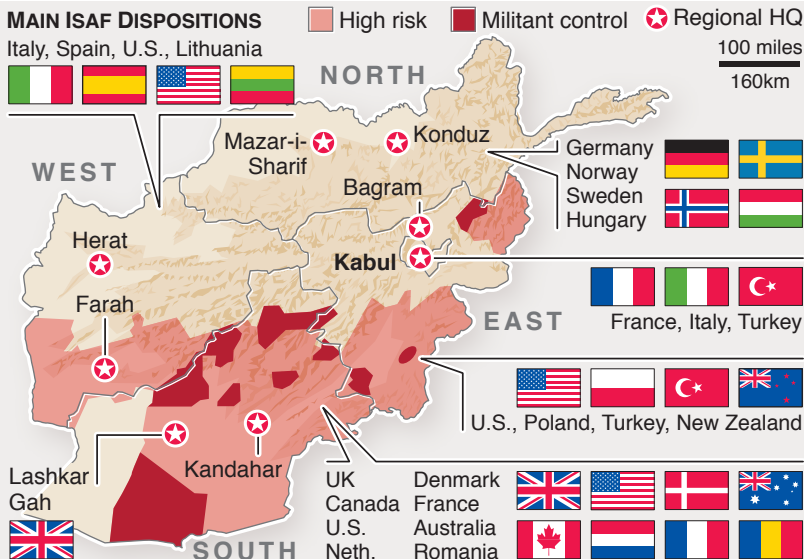 MAIN ISAF DISPOSITIONS
Italy, Spain, U.S., Lithuania
High risk
Militant control
Regional HQ
100 miles
160km
NORTH
WEST
Mazar-i-
Sharif
Konduz
Bagram
Germany
Norway
Sweden
Hungary
Herat
Kabul
Farah
EAST
France, Italy, Turkey
U.S., Poland, Turkey, New Zealand
Lashkar
Gah
Kandahar
SOUTH
UK
Canada
U.S.
Neth.
Denmark
France
Australia
Romania